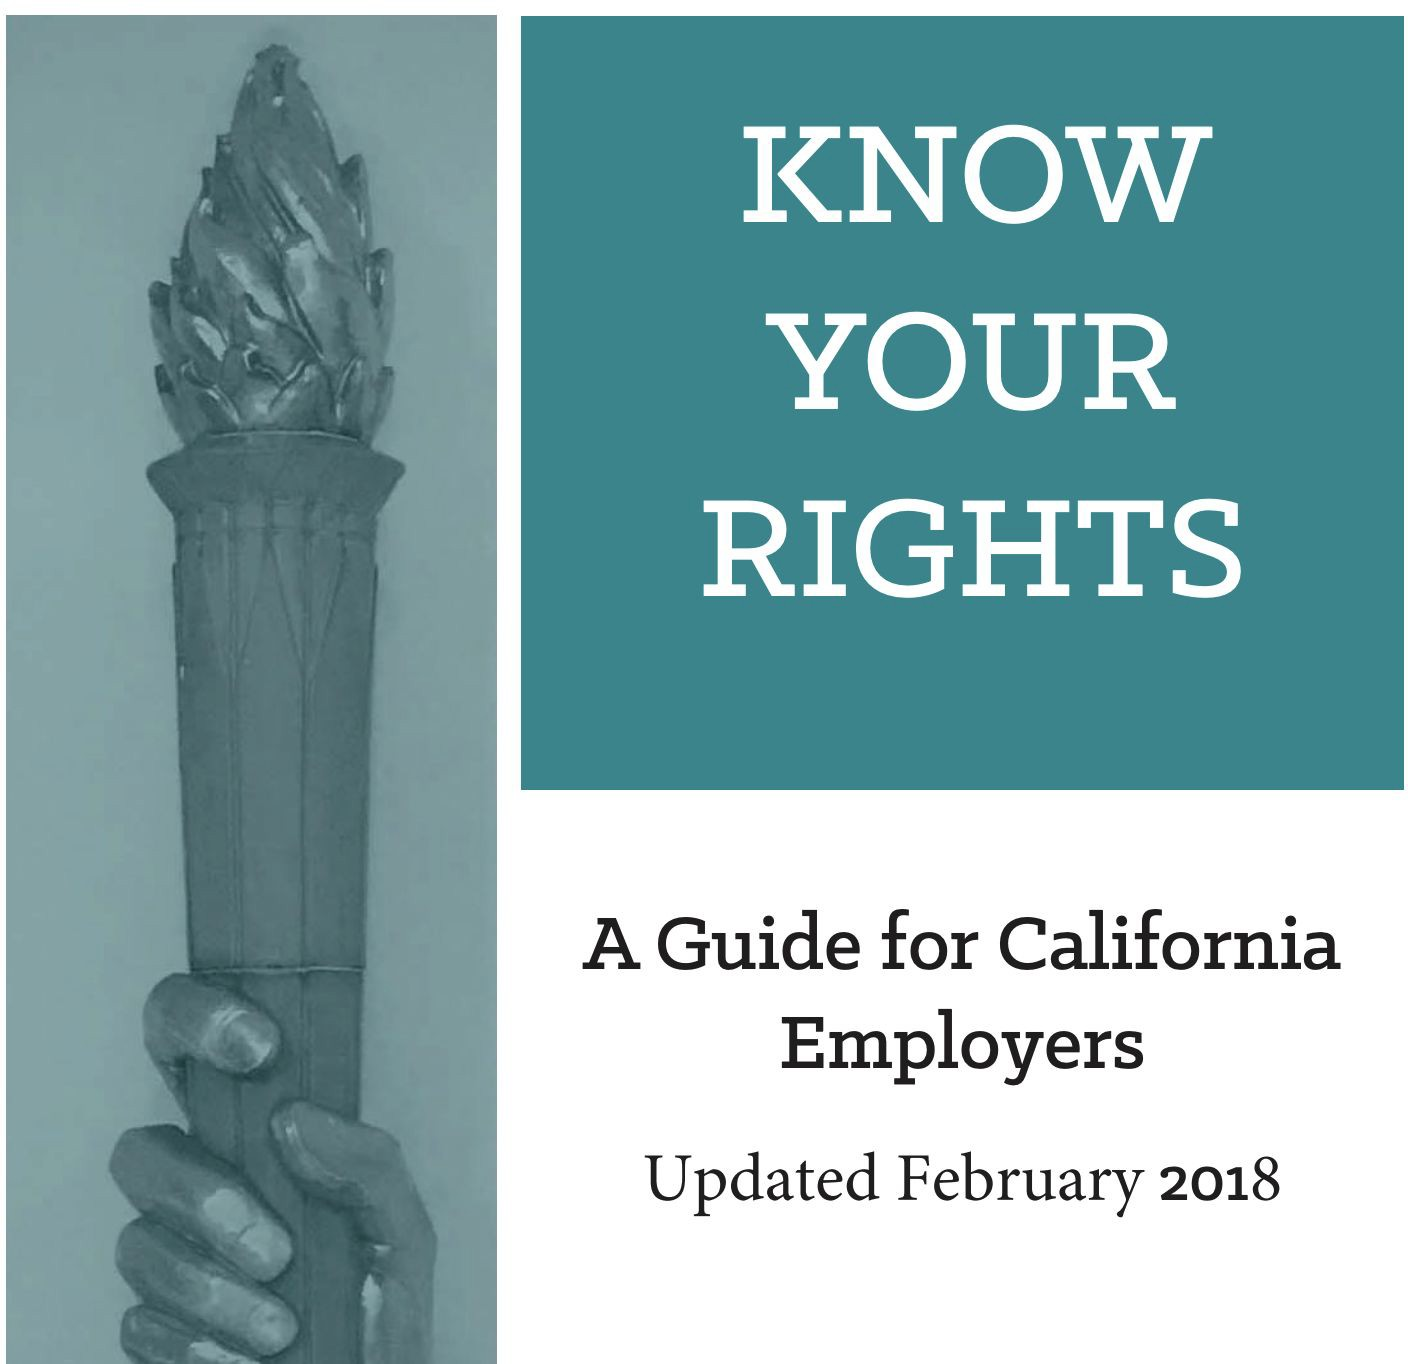 KNOW
YOUR
RIGHTS
A Guide for California
Employers
Updated February 2018